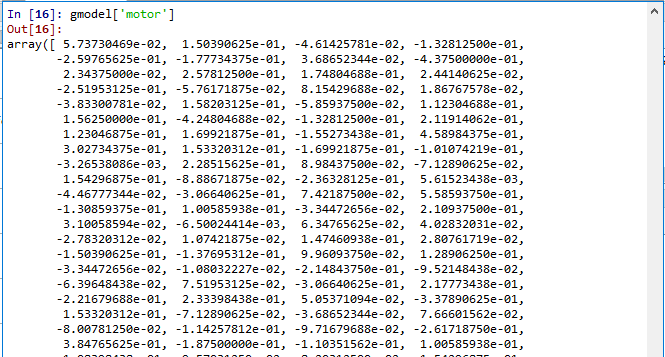 In [16]: gmodel['motor']
Out[16]:
array([ 5.73730469e-02, 1.50390625e-01, -4.61425781e-02, -1.32812500e-01,
-2.59765625e-01, -1.77734375e-01, 3.68652344e-02, -4.37500000e-01,
2.34375000e-02, 2.57812500e-01, 1.74804688e-01, 2.44140625e-02,
-2.51953125e-01, -5.76171875e-02, 8.15429688e-02, 1.86767578e-02,
-3.83300781e-02, 1.58203125e-01, -5.85937500e-02, 1.12304688e-01,
1.56250000e-01, -4.24804688e-02, -1.32812500e-01, 2.11914062e-01,
1.23046875e-01, 1.69921875e-01, -1.55273438e-01, 4.58984375e-01,
3.02734375e-01, 1.53320312e-01, -1.69921875e-01, -1.01074219e-01,
-3.26538086e-03, 2.28515625e-01, 8.98437500e-02, -7.12890625e-02,
1.54296875e-01, -8.88671875e-02, -2.36328125e-01, 5.61523438e-03,
-4.46777344e-02, -3.06640625e-01, 7.42187500e-02, 5.58593750e-01,
-1.30859375e-01, 1.00585938e-01, -3.34472656e-02, 2.10937500e-01,
3.10058594e-02, -6.50024414e-03, 6.34765625e-02, 4.02832031e-02,
-2.78320312e-02, 1.07421875e-02, 1.47460938e-01, 2.80761719e-02,
-1.50390625e-01, -1.37695312e-01, 9.96093750e-02, 1.28906250e-01,
-3.34472656e-02, -1.08032227e-02, -2.14843750e-01, -9.52148438e-02,
-6.39648438e-02, 7.51953125e-02, -3.06640625e-02, 2.17773438e-01,
-2.21679688e-01, 2.33398438e-01, 5.05371094e-02, -3.37890625e-01,
1.53320312e-01, -7.12890625e-02, -3.68652344e-02, 7.66601562e-02,
-8.00781250e-02, -1.14257812e-01, -9.71679688e-02, -2.61718750e-01,
3.84765625e-01, -1.87500000e-01, -1.10351562e-01, 1.00585938e-01,